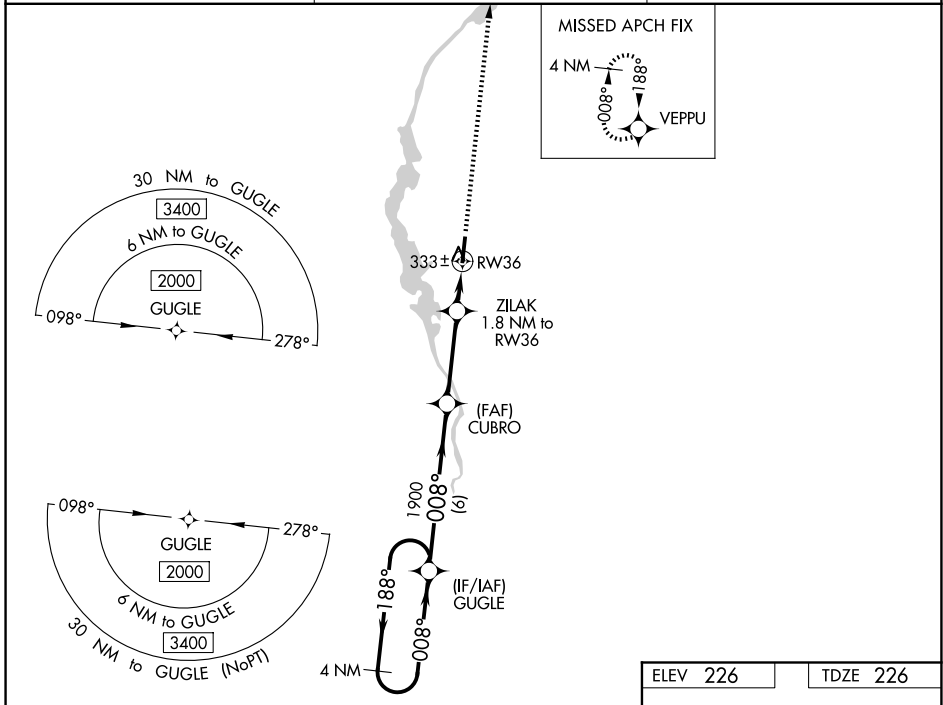 MISSED APCH FIX
4 NM
008°
188°
VEPPU
30 NM to GUGLE
3400
6 NM to GUGLE
2000
GUGLE
098°
278°
333± RW36
ZILAK
1.8 NM to
RW36
(FAF)
CUBRO
1900
008°
(6)
098°
278°
GUGLE
2000
6 NM to GUGLE
3400
30 NM to GUGLE (NoPT)
188°
008°
4 NM
(IF/IAF)
GUGLE
ELEV 226
TDZE 226